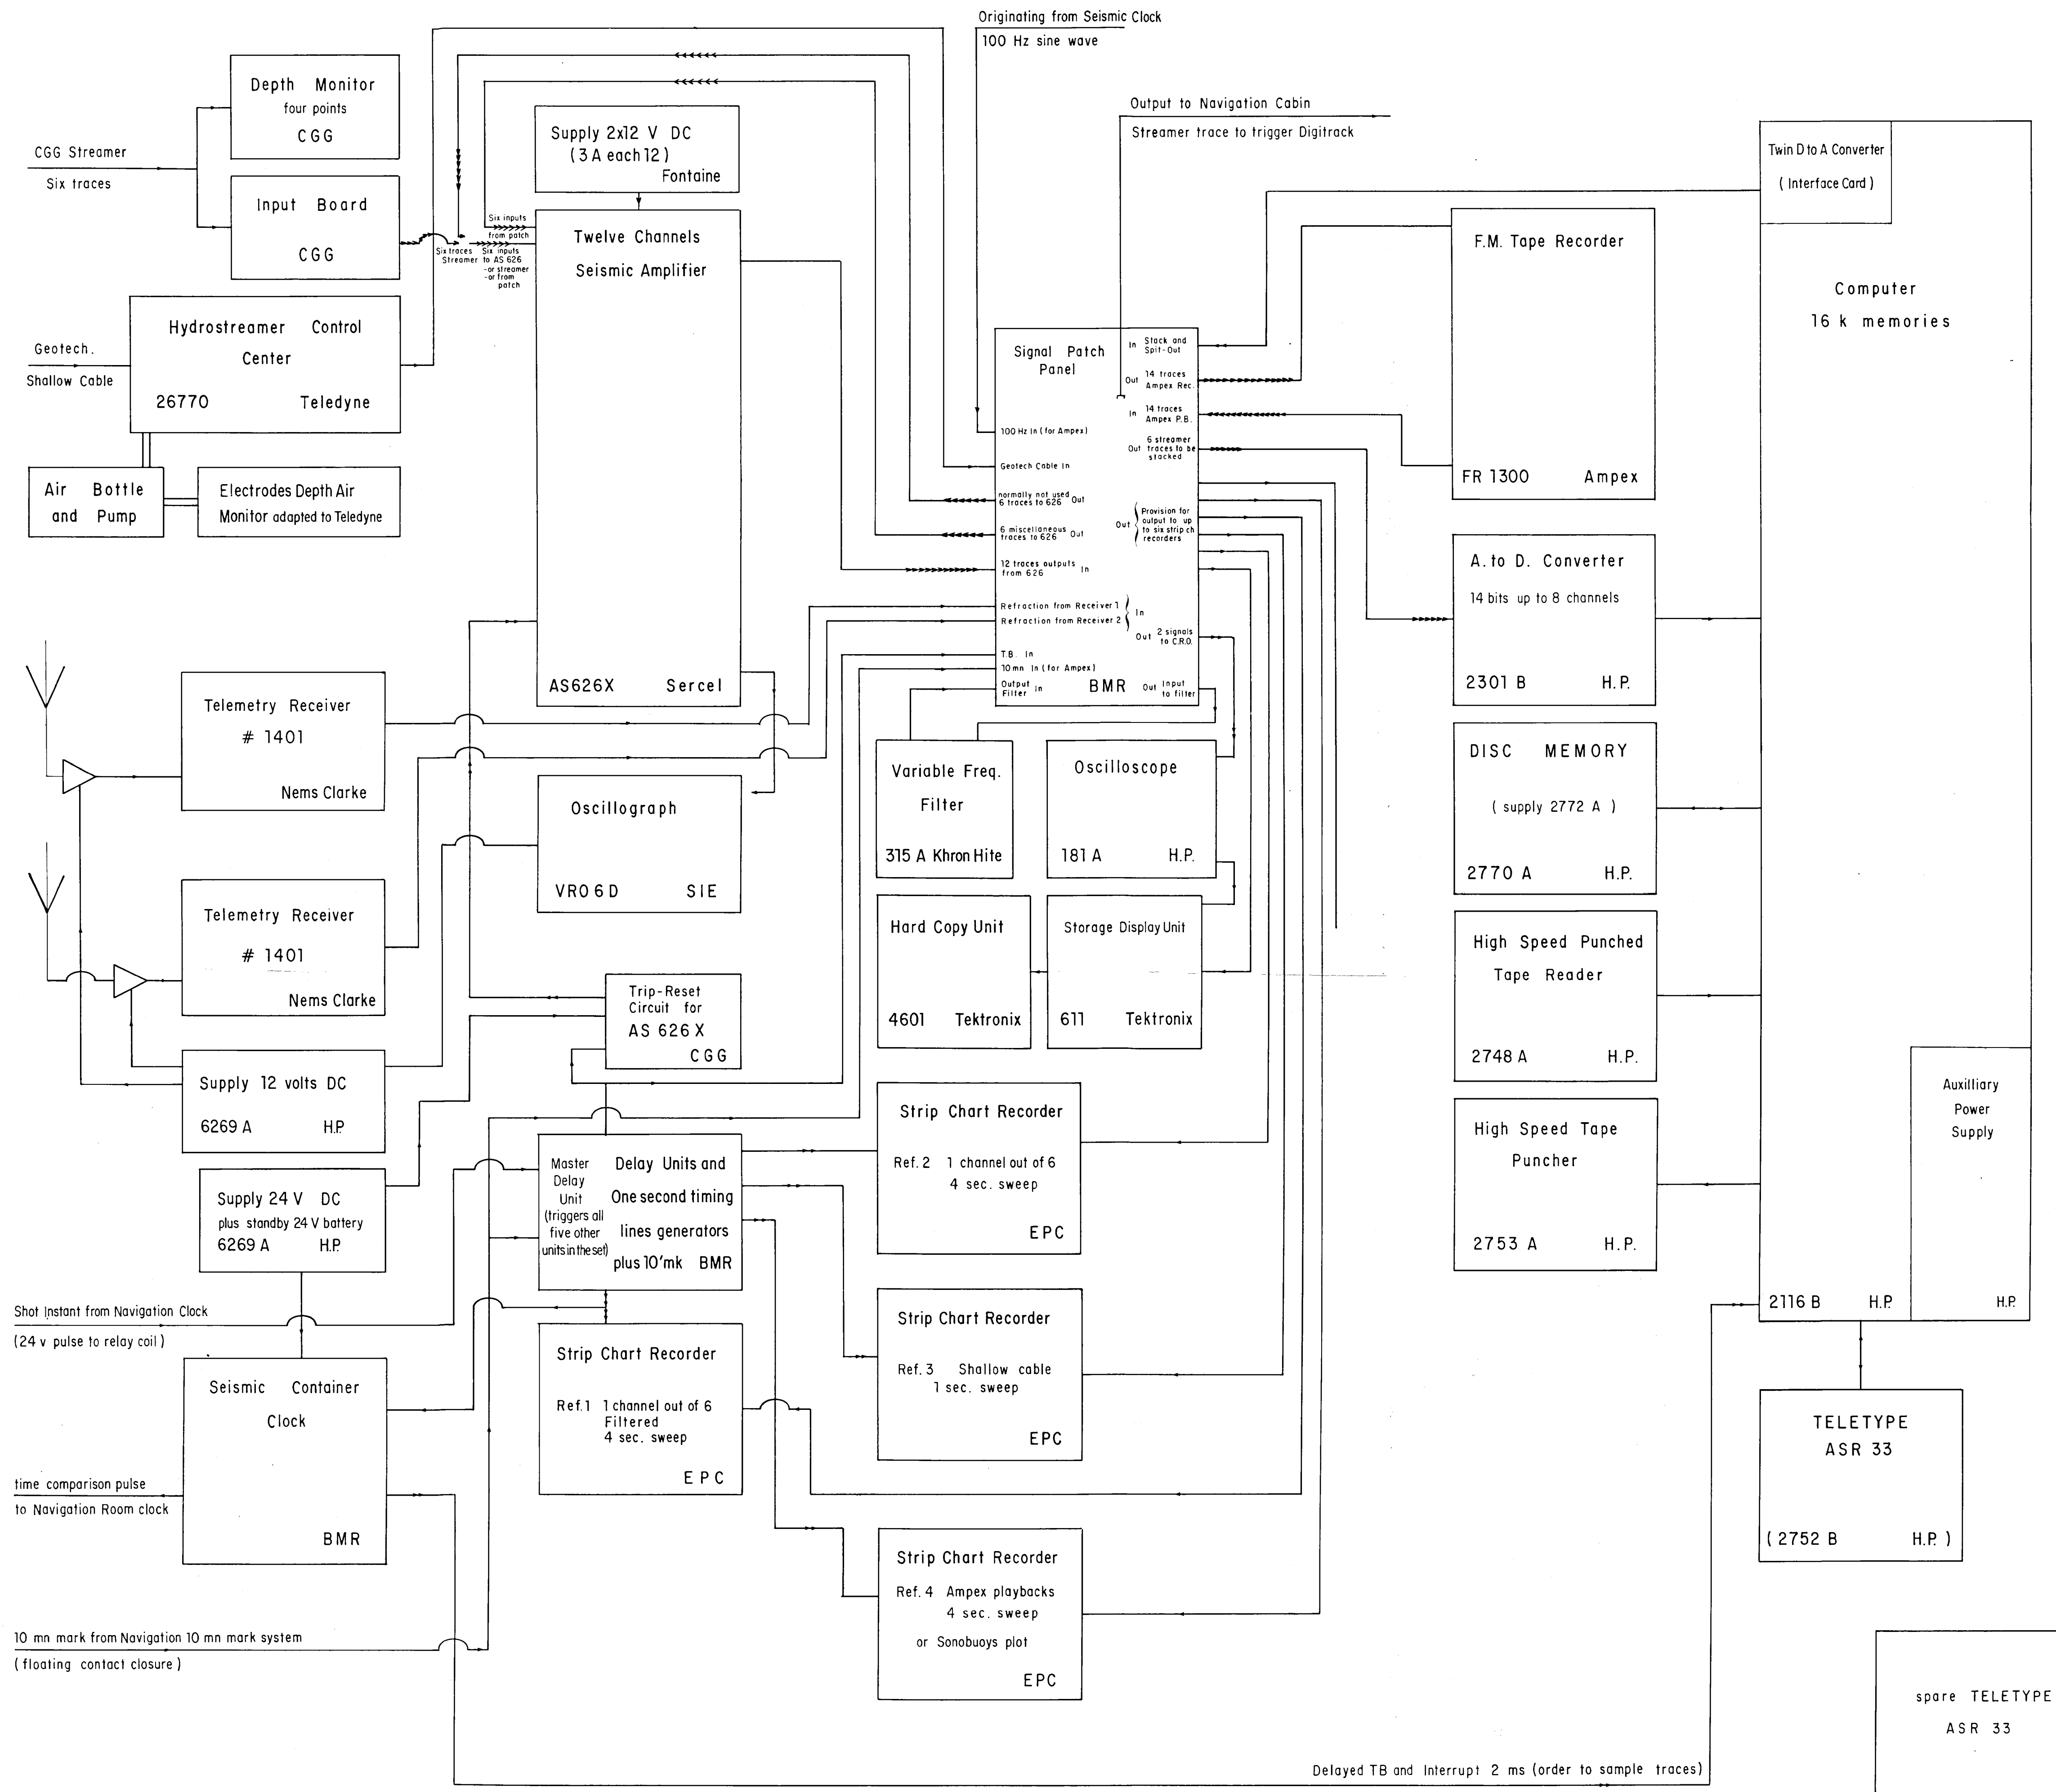 Originating from Seismic Clock
100 Hz sine wave
Output to Navigation Cabin
Streamer trace to trigger Digitrack
Depth Monitor
four points
CGG
CGG Streamer
Six traces
Input Board
CGG
Supply 2x12 V DC
(3 A each 12)
Fontaine
Six inputs
from patch
Six traces
Streamer
Six inputs
to AS 626
-or streamer
-or from
patch
Twelve Channels
Seismic Amplifier
AS626X Sercel
Hydrostreamer Control
Center
26770 Teledyne
Geotech.
Shallow Cable
Air Bottle
and Pump
Electrodes Depth Air
Monitor adapted to Teledyne
Signal Patch
Panel
In Stack and
Spit-Out
Out 14 traces
Ampex Rec.
In 14 traces
Ampex P.B.
100 Hz In (for Ampex)
Out 6 streamer
traces to be
stacked
Geotech Cable In
normally not used
6 traces to 626 Out
6 miscellaneous
traces to 626 Out
Out Provision for
output to up
to six strip ch
recorders
12 traces outputs
from 626 In
Refraction from Receiver 1
Refraction from Receiver 2
In
Out 2 signals
to C.R.O.
T.B. In
10 mn In (for Ampex)
Output
Filter In
BMR
Out Input
to filter
Twin D to A Converter
( Interface Card )
Computer
16 k memories
F.M. Tape Recorder
FR 1300 Ampex
A. to D. Converter
14 bits up to 8 channels
2301 B H.P.
DISC MEMORY
( supply 2772 A )
2770 A H.P.
High Speed Punched
Tape Reader
2748 A H.P.
High Speed Tape
Puncher
2753 A H.P.
Auxilliary
Power
Supply
H.P.
2116 B H.P.
TELETYPE
ASR 33
( 2752 B H.P. )
spare TELETYPE
ASR 33
Telemetry Receiver
# 1401
Nems Clarke
Telemetry Receiver
# 1401
Nems Clarke
Oscillograph
VRO 6 D SIE
Variable Freq.
Filter
315 A Khron Hite
Oscilloscope
181 A H.P.
Hard Copy Unit
4601 Tektronix
Storage Display Unit
611 Tektronix
Trip-Reset
Circuit for
AS 626 X
CGG
Supply 12 volts DC
6269 A H.P.
Supply 24 V DC
plus standby 24 V battery
6269 A H.P.
Master
Delay
Unit
(triggers all
five other
units in the set)
Delay Units and
One second timing
lines generators
plus 10'mk BMR
Strip Chart Recorder
Ref. 2 1 channel out of 6
4 sec. sweep
EPC
Strip Chart Recorder
Ref. 3 Shallow cable
1 sec. sweep
EPC
Strip Chart Recorder
Ref.1 1 channel out of 6
Filtered
4 sec. sweep
EPC
Strip Chart Recorder
Ref. 4 Ampex playbacks
4 sec. sweep
or Sonobuoys plot
EPC
Shot Instant from Navigation Clock
(24 v pulse to relay coil)
Seismic Container
Clock
BMR
time comparison pulse
to Navigation Room clock
10 mn mark from Navigation 10 mn mark system
( floating contact closure )
Delayed TB and Interrupt 2 ms (order to sample traces)